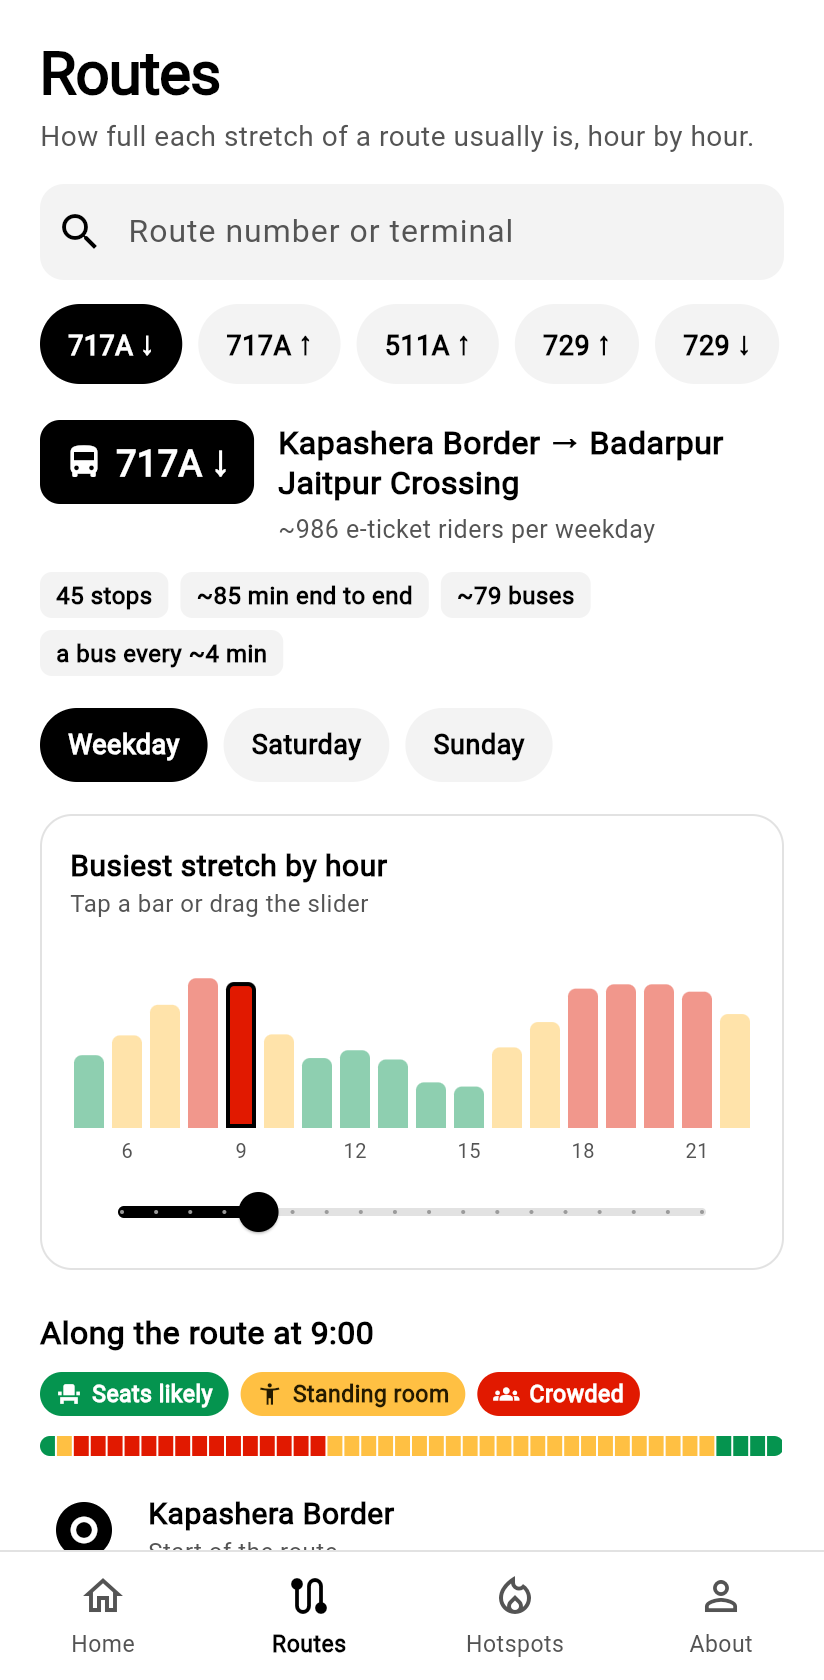 Routes
How full each stretch of a route usually is, hour by hour.
Route number or terminal
717A ↓ 717A ↑ 511A ↑ 729 ↑ 729 ↓
717A ↓
Kapashera Border → Badarpur
Jaitpur Crossing
~986 e-ticket riders per weekday
45 stops ~85 min end to end ~79 buses
a bus every ~4 min
Weekday Saturday Sunday
Busiest stretch by hour
Tap a bar or drag the slider
6 9 12 15 18 21
Along the route at 9:00
Seats likely Standing room Crowded
Kapashera Border
Start of the route
Home Routes Hotspots About